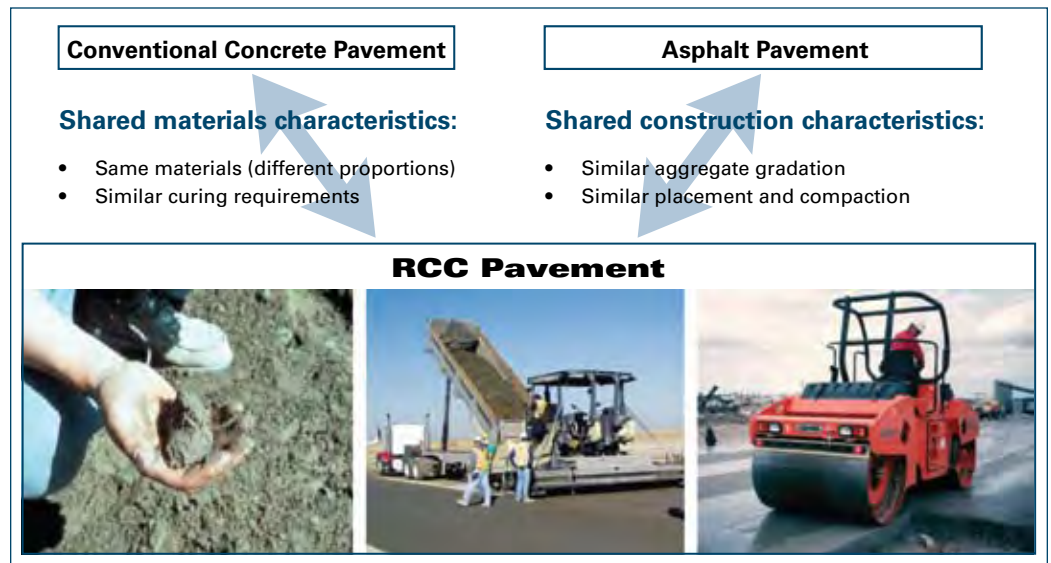 Conventional Concrete Pavement
Asphalt Pavement
Shared materials characteristics:
• Same materials (different proportions)
• Similar curing requirements
Shared construction characteristics:
• Similar aggregate gradation
• Similar placement and compaction
RCC Pavement